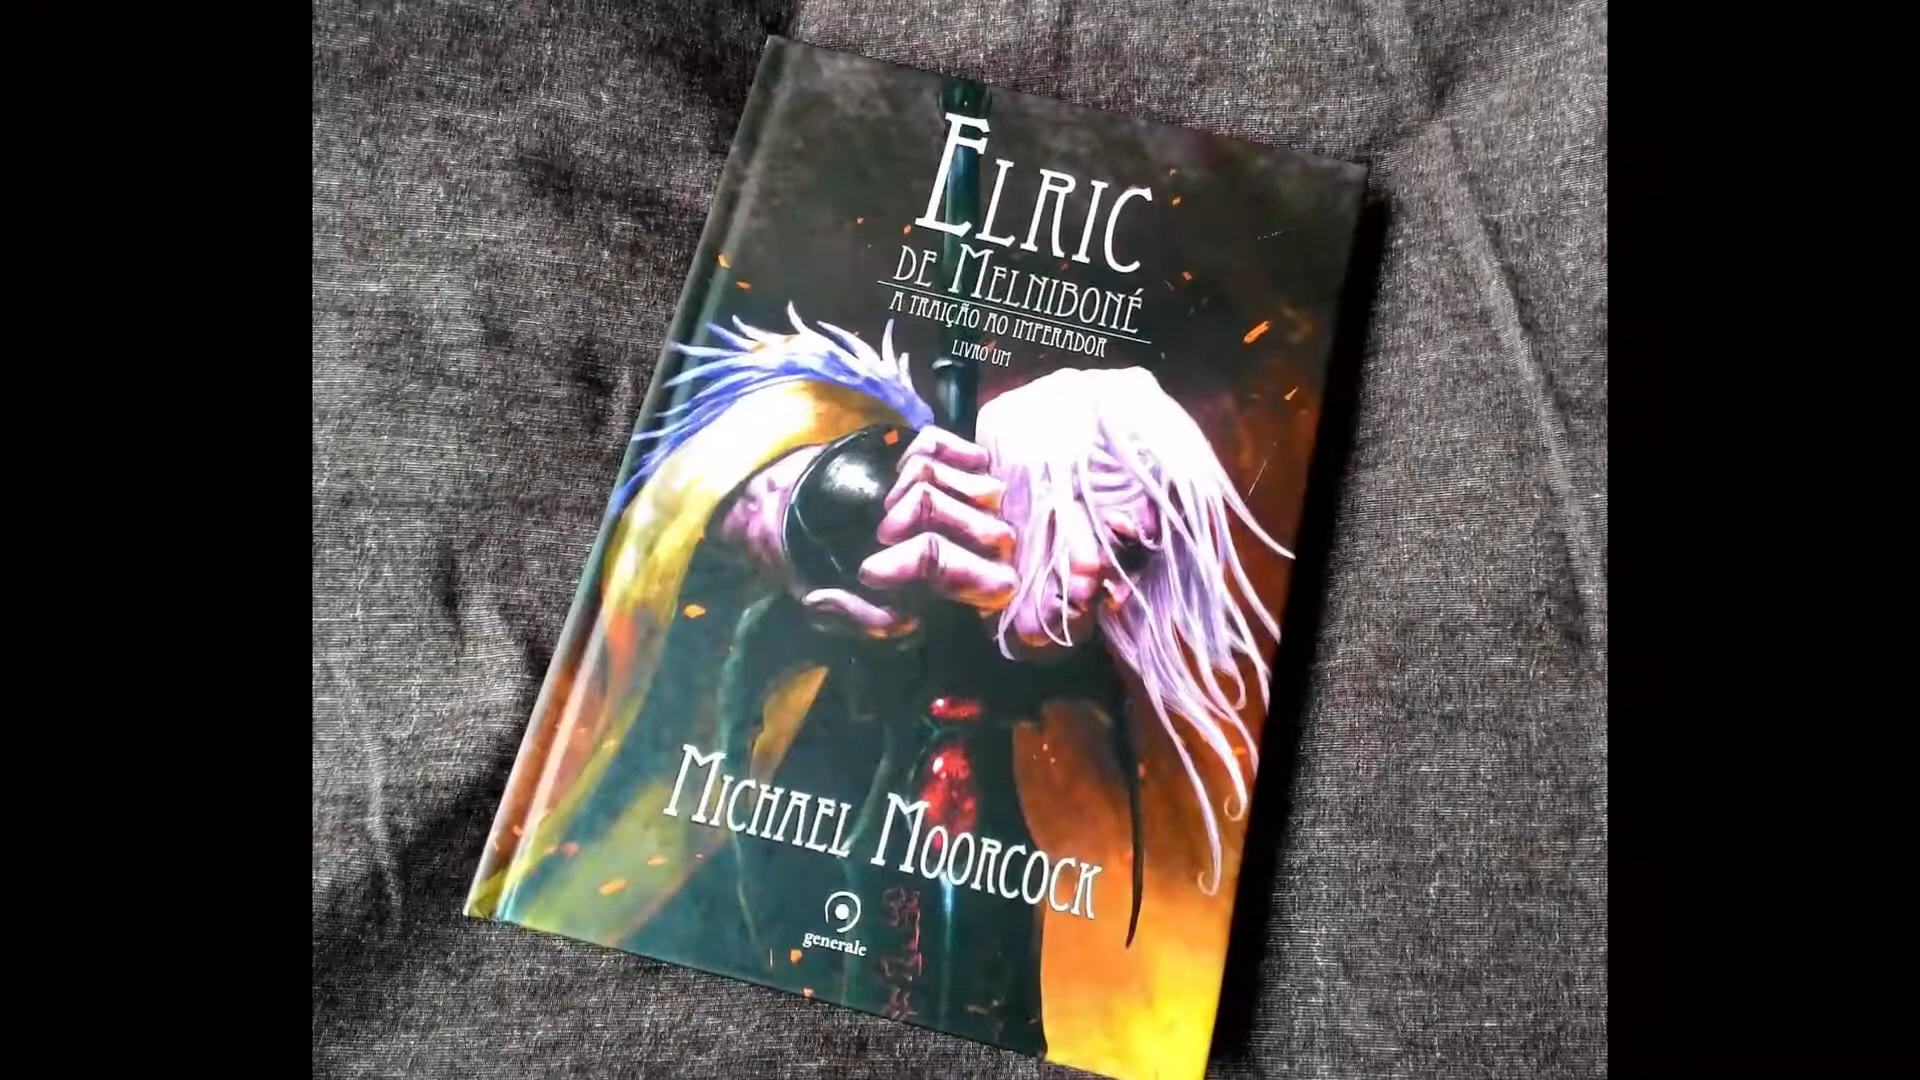 ELRIC
DE MELNIBONÉ
A TRAIÇÃO AO IMPERADOR
LIVRO UM
MICHAEL MOORCOCK
generale